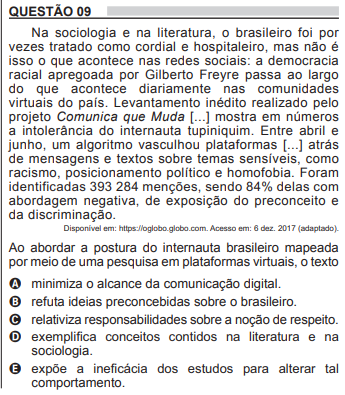 QUESTÃO 09
Na sociologia e na literatura, o brasileiro foi por
vezes tratado como cordial e hospitaleiro, mas não é
isso o que acontece nas redes sociais: a democracia
racial apregoada por Gilberto Freyre passa ao largo
do que acontece diariamente nas comunidades
virtuais do país. Levantamento inédito realizado pelo
projeto Comunica que Muda [...] mostra em números
a intolerância do internauta tupiniquim. Entre abril e
junho, um algoritmo vasculhou plataformas [...] atrás
de mensagens e textos sobre temas sensíveis, como
racismo, posicionamento político e homofobia. Foram
identificadas 393 284 menções, sendo 84% delas com
abordagem negativa, de exposição do preconceito e
da discriminação.
Disponível em: https://oglobo.globo.com. Acesso em: 6 dez. 2017 (adaptado).
Ao abordar a postura do internauta brasileiro mapeada
por meio de uma pesquisa em plataformas virtuais, o texto
A minimiza o alcance da comunicação digital.
B refuta ideias preconcebidas sobre o brasileiro.
C relativiza responsabilidades sobre a noção de respeito.
D exemplifica conceitos contidos na literatura e na
sociologia.
E expõe a ineficácia dos estudos para alterar tal
comportamento.